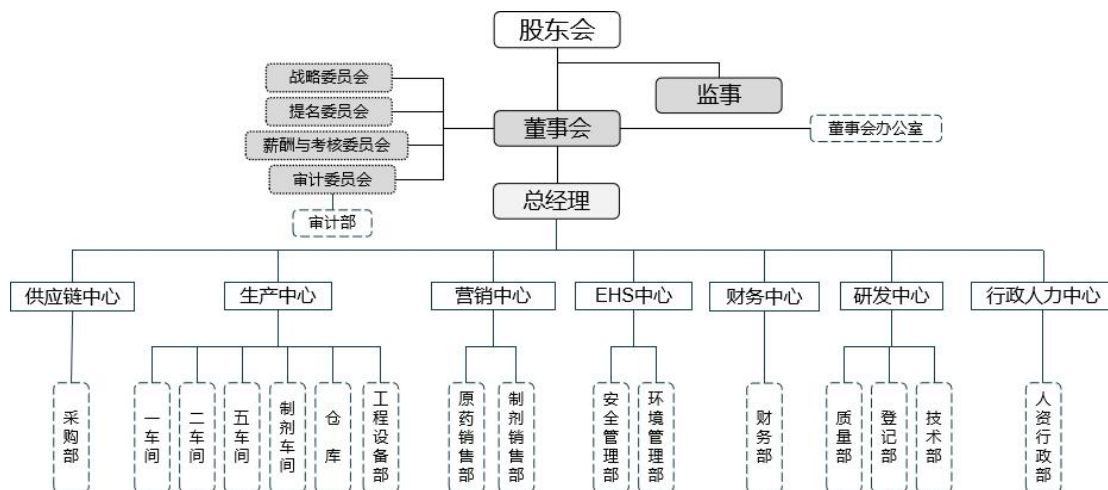 股东会
监事
战略委员会
提名委员会
薪酬与考核委员会
审计委员会
审计部
董事会
董事会办公室
总经理
供应链中心
生产中心
营销中心
EHS中心
财务中心
研发中心
行政人力中心
采购部
一车间
二车间
五车间
制剂车间
仓库
工程设备部
原药销售部
制剂销售部
安全管理部
环境管理部
财务部
质量部
登记部
技术部
人资行政部